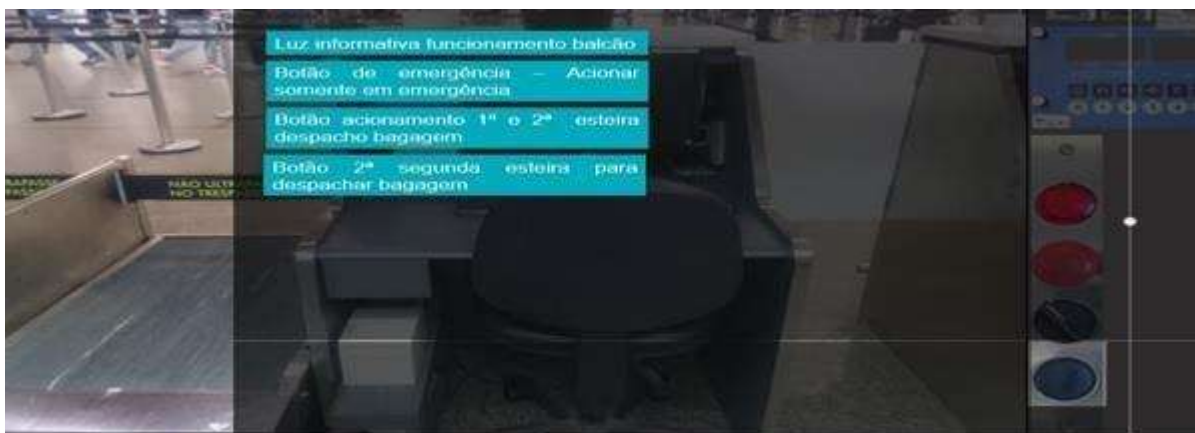 Luz informativa funcionamento balcão
Botão de emergência – Acionar
somente em emergência
Botão acionamento 1ª e 2ª esteira
despacho bagagem
Botão 2ª segunda esteira para
despachar bagagem
NÃO ULTR
NO TRESP